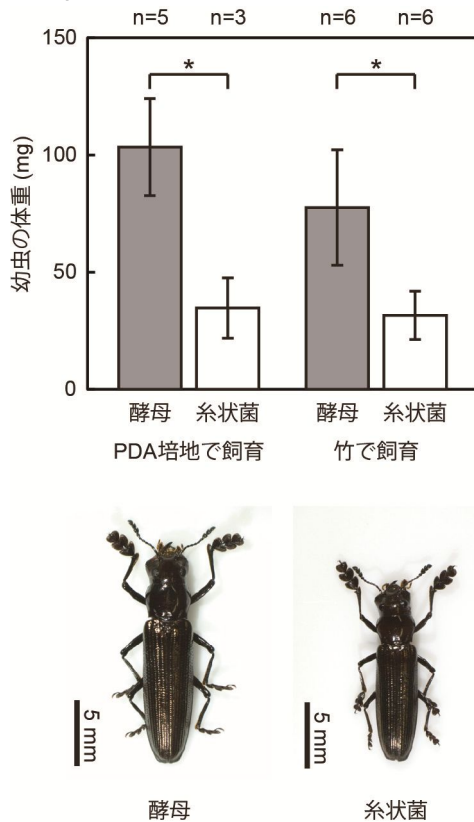 n=5 n=3 n=6 n=6
150
100
50
0
幼虫の体重 (mg)
* *
酵母 糸状菌 酵母 糸状菌
PDA培地で飼育 竹で飼育
5 mm 5 mm
酵母 糸状菌